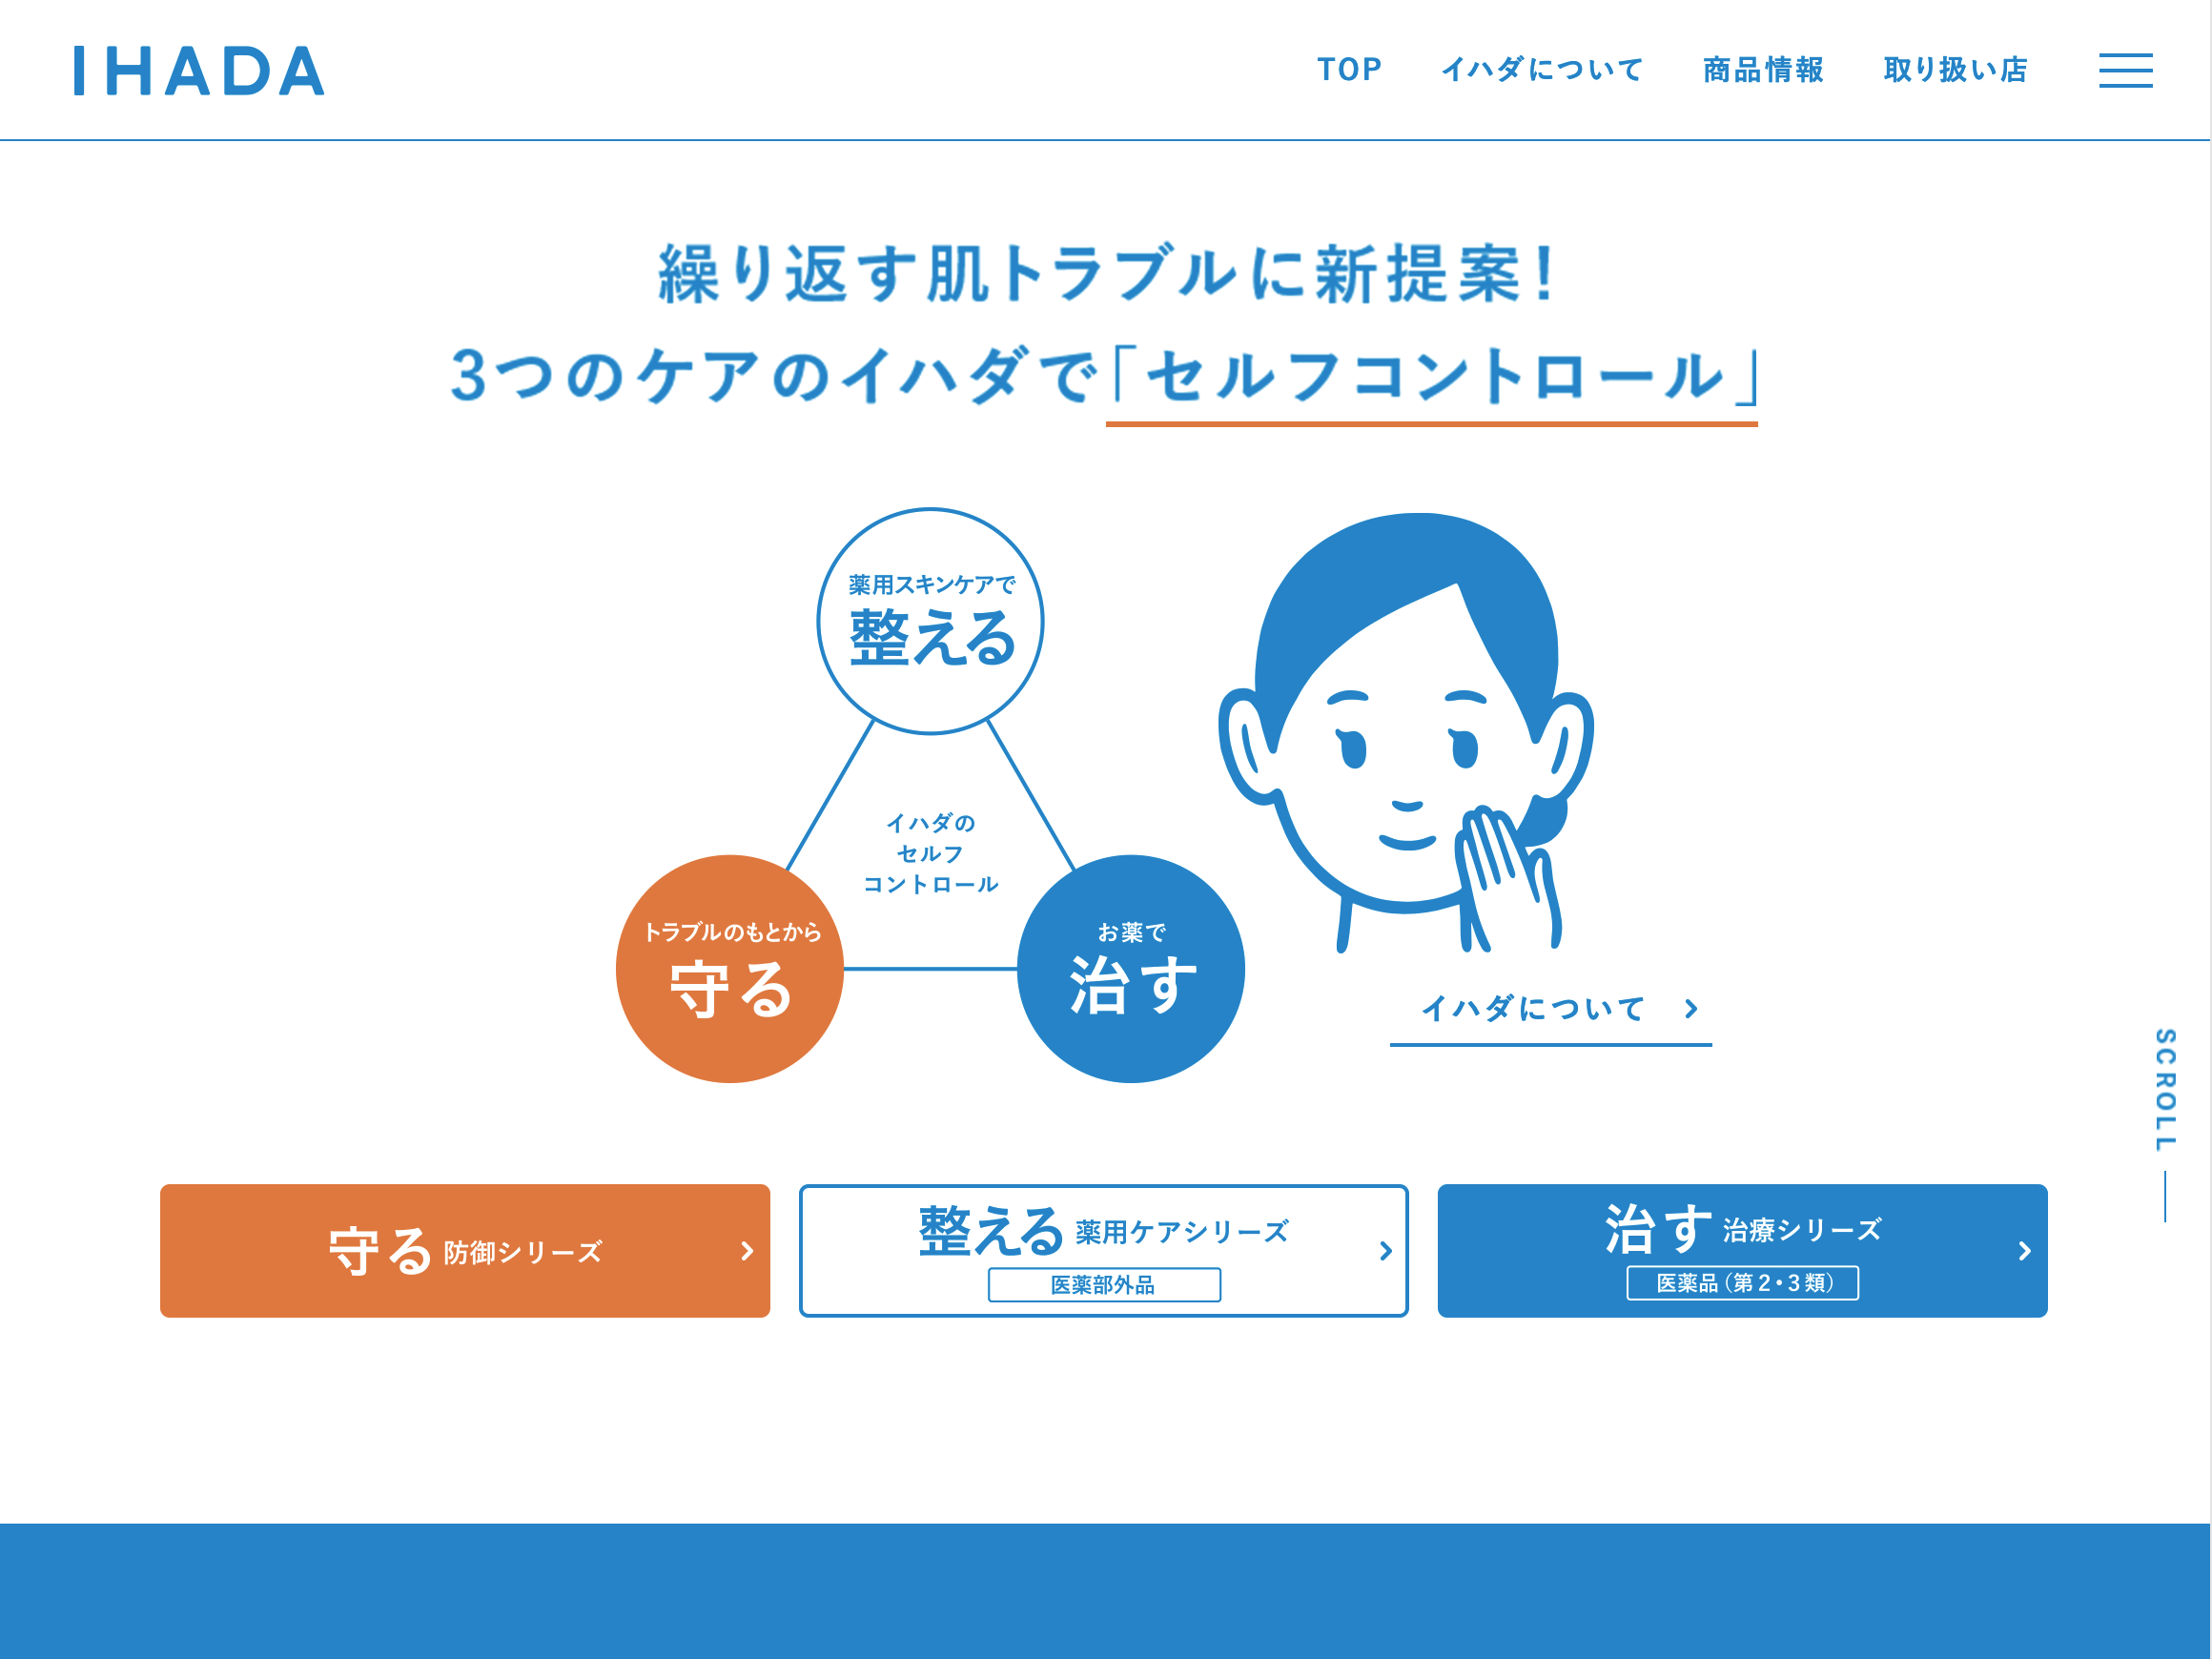 IHADA
TOP イハダについて 商品情報 取り扱い店
繰り返す肌トラブルに新提案！
3つのケアのイハダで「セルフコントロール」
薬用スキンケアで
整える
イハダの
セルフ
コントロール
トラブルのもとから
守る
お薬で
治す
イハダについて
SCROLL
守る 防御シリーズ
整える 薬用ケアシリーズ
医薬部外品
治す 治療シリーズ
医薬品（第2・3類）